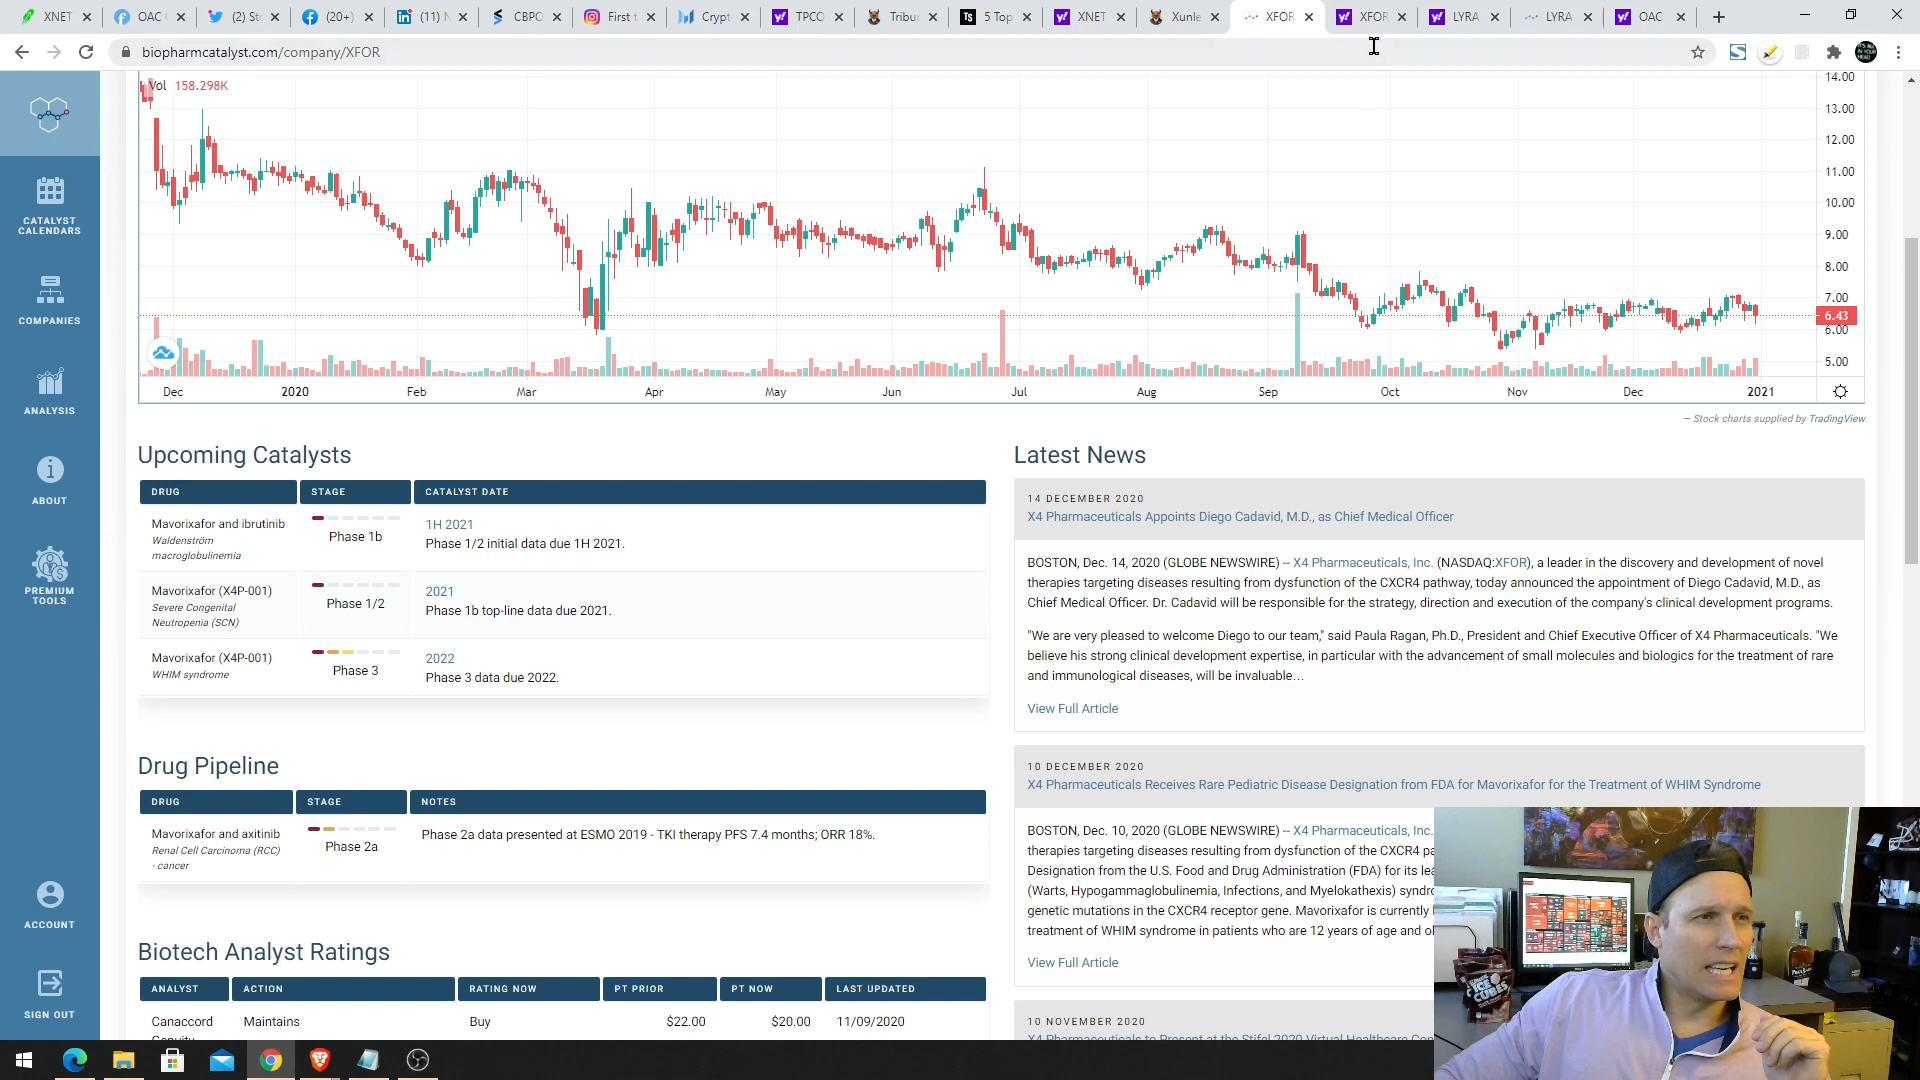 XNET
OAC
(2) St
(20+)
(11) N
CBPO
First t
Crypt
TPCO
Tribur
5 Top
XNET
Xunle
XFOR
XFOR
LYRA
LYRA
OAC
biopharmcatalyst.com/company/XFOR
Vol 158.298K
14.00
13.00
12.00
11.00
10.00
9.00
8.00
7.00
6.43
6.00
5.00
Dec 2020 Feb Mar Apr May Jun Jul Aug Sep Oct Nov Dec 2021
— Stock charts supplied by TradingView
CATALYST
CALENDARS
COMPANIES
ANALYSIS
ABOUT
PREMIUM
TOOLS
ACCOUNT
SIGN OUT
Upcoming Catalysts
DRUG STAGE CATALYST DATE
Mavorixafor and ibrutinib
Waldenström
macroglobulinemia
Phase 1b
1H 2021
Phase 1/2 initial data due 1H 2021.
Mavorixafor (X4P-001)
Severe Congenital
Neutropenia (SCN)
Phase 1/2
2021
Phase 1b top-line data due 2021.
Mavorixafor (X4P-001)
WHIM syndrome
Phase 3
2022
Phase 3 data due 2022.
Drug Pipeline
DRUG STAGE NOTES
Mavorixafor and axitinib
Renal Cell Carcinoma (RCC)
- cancer
Phase 2a
Phase 2a data presented at ESMO 2019 - TKI therapy PFS 7.4 months; ORR 18%.
Biotech Analyst Ratings
ANALYST ACTION RATING NOW PT PRIOR PT NOW LAST UPDATED
Canaccord Maintains Buy $22.00 $20.00 11/09/2020
Latest News
14 DECEMBER 2020
X4 Pharmaceuticals Appoints Diego Cadavid, M.D., as Chief Medical Officer
BOSTON, Dec. 14, 2020 (GLOBE NEWSWIRE) -- X4 Pharmaceuticals, Inc. (NASDAQ:XFOR), a leader in the discovery and development of novel
therapies targeting diseases resulting from dysfunction of the CXCR4 pathway, today announced the appointment of Diego Cadavid, M.D., as
Chief Medical Officer. Dr. Cadavid will be responsible for the strategy, direction and execution of the company's clinical development programs.
"We are very pleased to welcome Diego to our team," said Paula Ragan, Ph.D., President and Chief Executive Officer of X4 Pharmaceuticals. "We
believe his strong clinical development expertise, in particular with the advancement of small molecules and biologics for the treatment of rare
and immunological diseases, will be invaluable…
View Full Article
10 DECEMBER 2020
X4 Pharmaceuticals Receives Rare Pediatric Disease Designation from FDA for Mavorixafor for the Treatment of WHIM Syndrome
BOSTON, Dec. 10, 2020 (GLOBE NEWSWIRE) -- X4 Pharmaceuticals, Inc.
therapies targeting diseases resulting from dysfunction of the CXCR4 pa
Designation from the U.S. Food and Drug Administration (FDA) for its lea
(Warts, Hypogammaglobulinemia, Infections, and Myelokathexis) syndro
genetic mutations in the CXCR4 receptor gene. Mavorixafor is currently
treatment of WHIM syndrome in patients who are 12 years of age and ol
View Full Article
10 NOVEMBER 2020
X4 Pharmaceuticals to Present at the Stifel 2020 Virtual Healthcare Con
ICE
CUBES